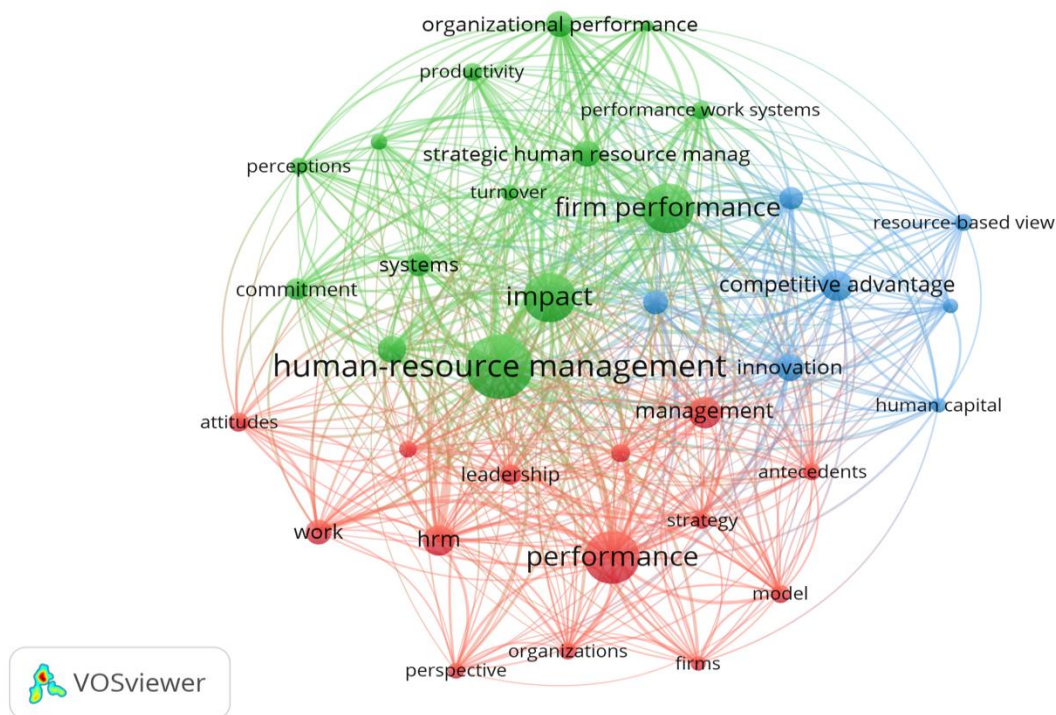 organizational performance
productivity
performance work systems
strategic human resource manag
perceptions
turnover
firm performance
resource-based view
systems
commitment
competitive advantage
impact
human-resource management
innovation
management
human capital
attitudes
leadership
antecedents
work
hrm
strategy
performance
model
organizations
perspective
firms
VOSviewer